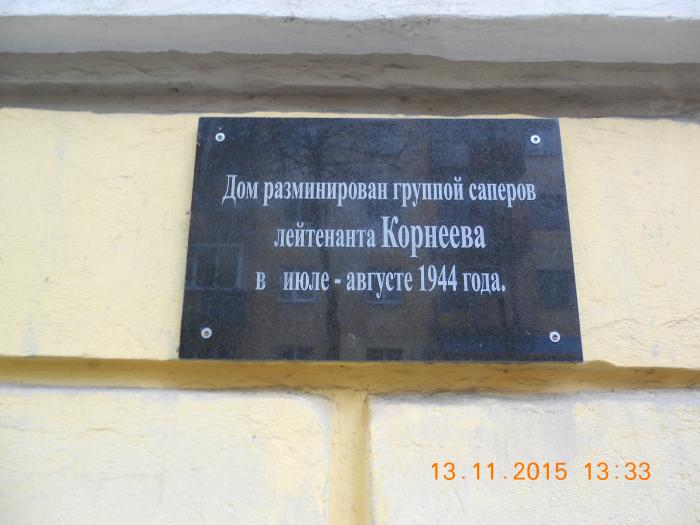 Дом разминирован группой саперов
лейтенанта Корнеева
в июле - августе 1944 года.
13.11.2015 13:33